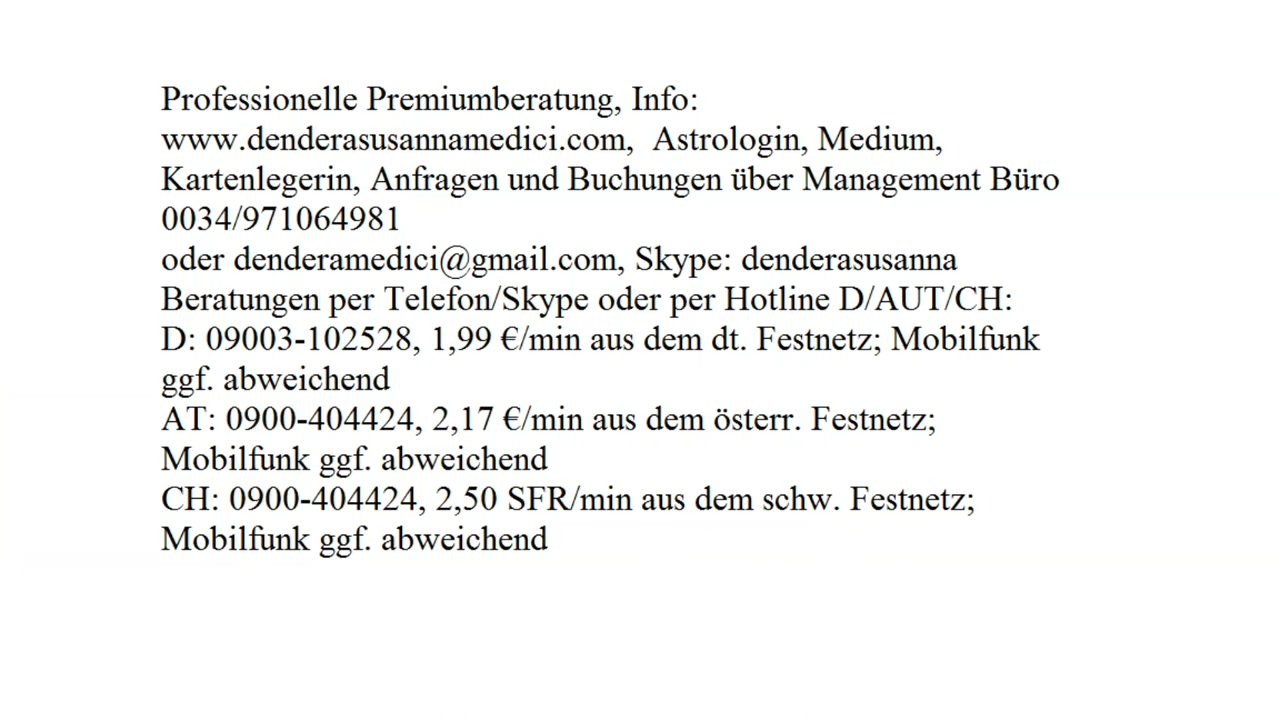 Professionelle Premiumberatung, Info:
www.denderasusannamedici.com,  Astrologin, Medium,
Kartenlegerin, Anfragen und Buchungen über Management Büro
0034/971064981
oder denderamedici@gmail.com, Skype: denderasusanna
Beratungen per Telefon/Skype oder per Hotline D/AUT/CH:
D: 09003-102528, 1,99 €/min aus dem dt. Festnetz; Mobilfunk
ggf. abweichend
AT: 0900-404424, 2,17 €/min aus dem österr. Festnetz;
Mobilfunk ggf. abweichend
CH: 0900-404424, 2,50 SFR/min aus dem schw. Festnetz;
Mobilfunk ggf. abweichend